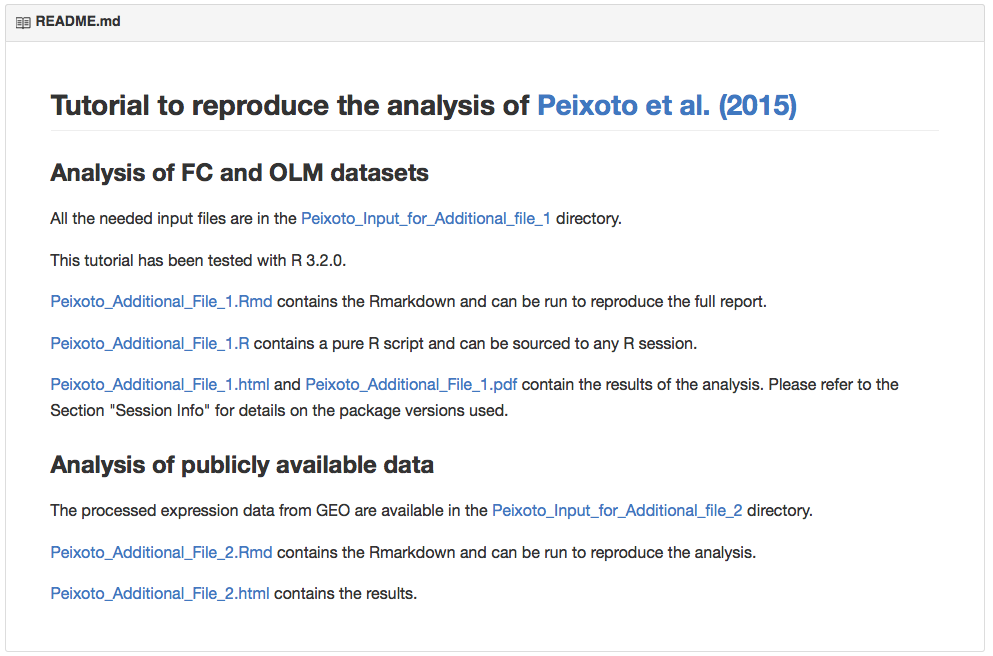 README.md
Tutorial to reproduce the analysis of Peixoto et al. (2015)
Analysis of FC and OLM datasets
All the needed input files are in the Peixoto_Input_for_Additional_file_1 directory.
This tutorial has been tested with R 3.2.0.
Peixoto_Additional_File_1.Rmd contains the Rmarkdown and can be run to reproduce the full report.
Peixoto_Additional_File_1.R contains a pure R script and can be sourced to any R session.
Peixoto_Additional_File_1.html and Peixoto_Additional_File_1.pdf contain the results of the analysis. Please refer to the
Section "Session Info" for details on the package versions used.
Analysis of publicly available data
The processed expression data from GEO are available in the Peixoto_Input_for_Additional_file_2 directory.
Peixoto_Additional_File_2.Rmd contains the Rmarkdown and can be run to reproduce the analysis.
Peixoto_Additional_File_2.html contains the results.